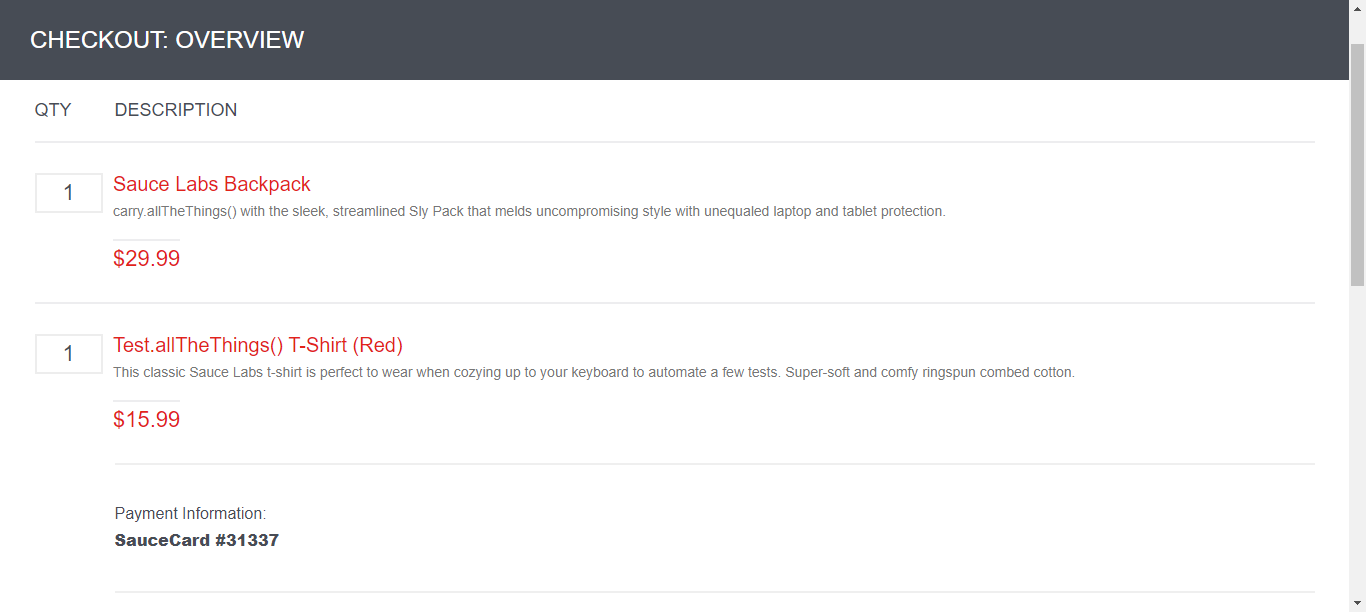 CHECKOUT: OVERVIEW
QTY DESCRIPTION
1 Sauce Labs Backpack
carry.allTheThings() with the sleek, streamlined Sly Pack that melds uncompromising style with unequaled laptop and tablet protection.
$29.99
1 Test.allTheThings() T-Shirt (Red)
This classic Sauce Labs t-shirt is perfect to wear when cozying up to your keyboard to automate a few tests. Super-soft and comfy ringspun combed cotton.
$15.99
Payment Information:
SauceCard #31337